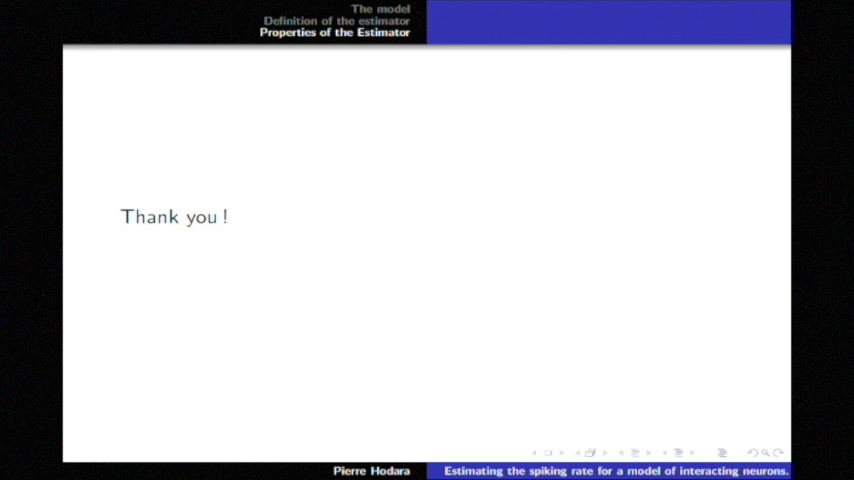 The model
Definition of the estimator
Properties of the Estimator
Thank you !
Pierre Hodara
Estimating the spiking rate for a model of interacting neurons.